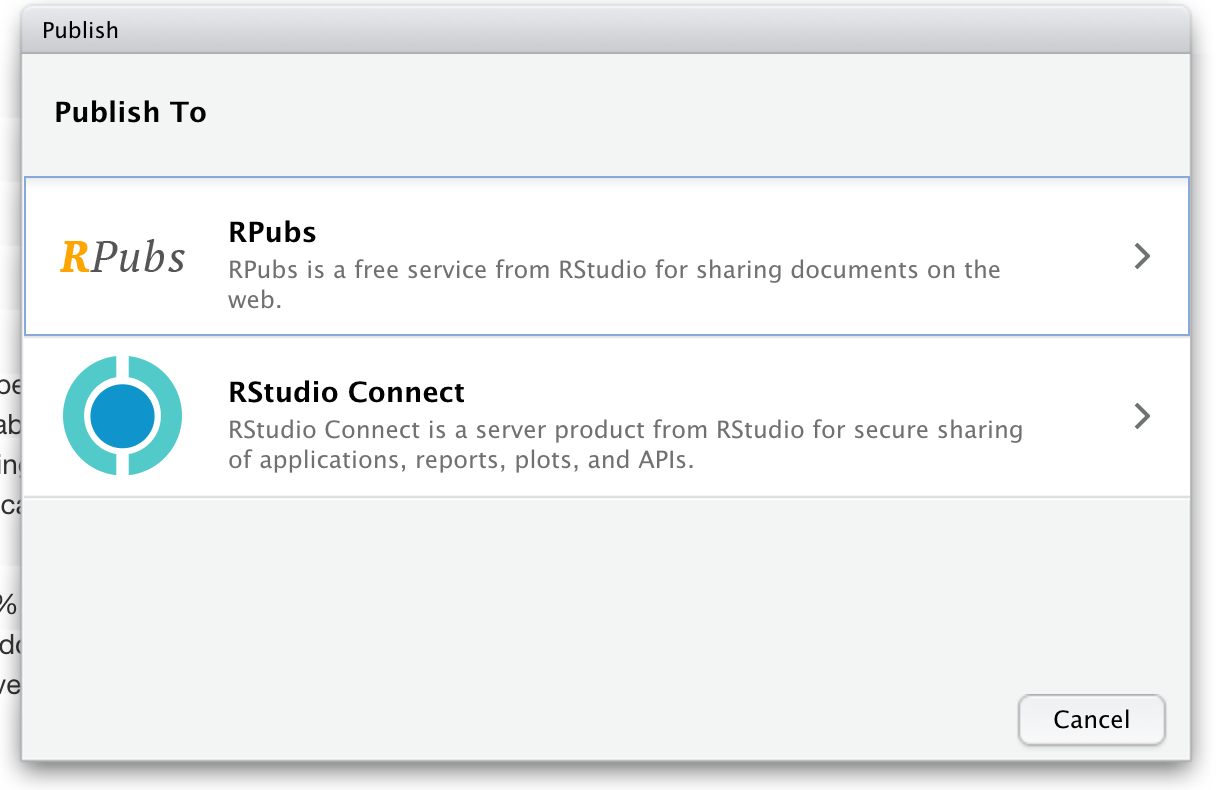 Publish
Publish To
RPubs
RPubs
RPubs is a free service from RStudio for sharing documents on the
web.
RStudio Connect
RStudio Connect is a server product from RStudio for secure sharing
of applications, reports, plots, and APIs.
%
Cancel